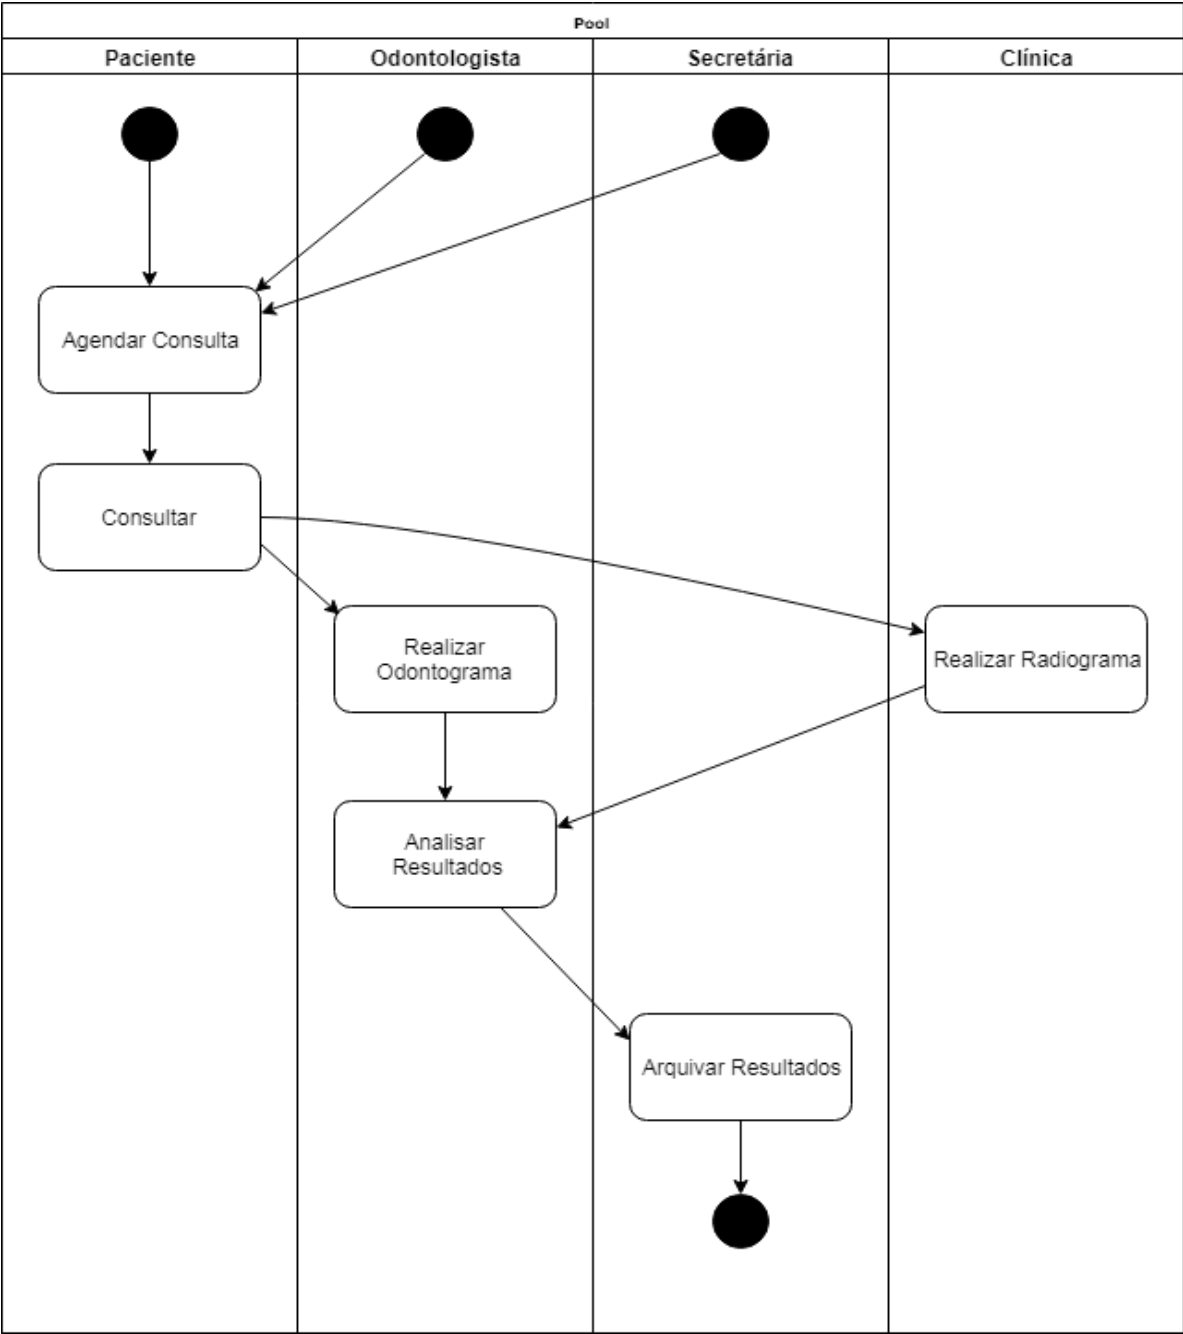 Pool
Paciente
Odontologista
Secretária
Clínica
Agendar Consulta
Consultar
Realizar
Odontograma
Realizar Radiograma
Analisar
Resultados
Arquivar Resultados